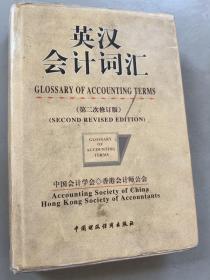 英汉
会计词汇
GLOSSARY OF ACCOUNTING TERMS
(第二次修订版)
(SECOND REVISED EDITION)
GLOSSARY
OF
ACCOUNTING
TERMS
中国会计学会◇香港会计师公会
Accounting Society of China
Hong Kong Society of Accountants
中国财政经济出版社